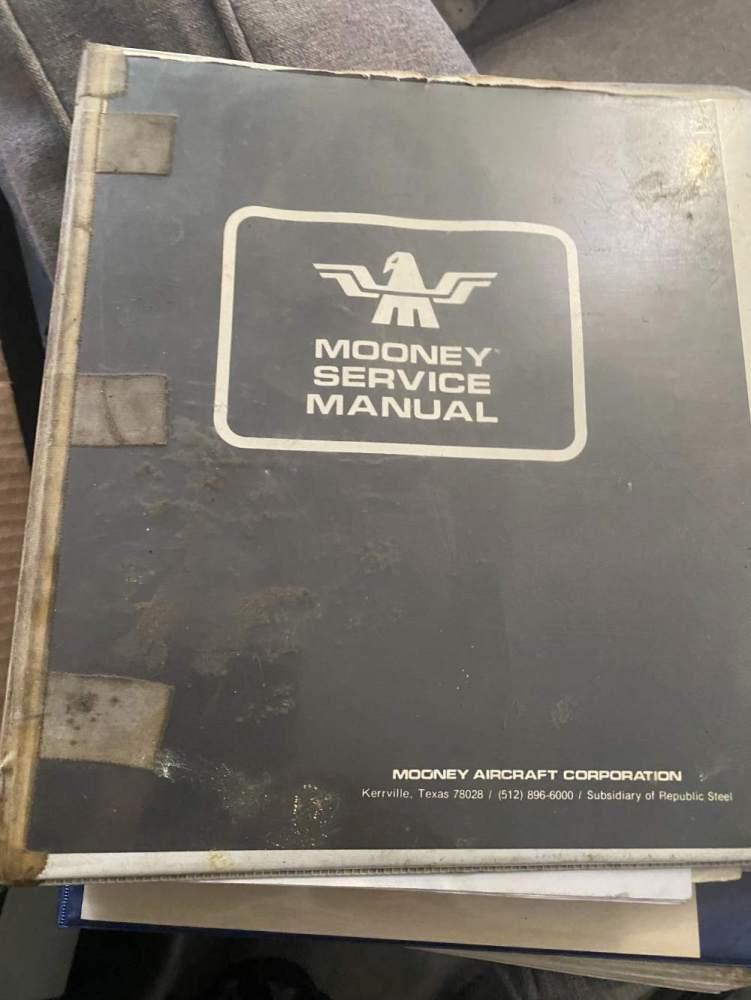 MOONEY
SERVICE
MANUAL
MOONEY AIRCRAFT CORPORATION
Kerrville, Texas 78028 / (512) 896-6000 / Subsidiary of Republic Steel